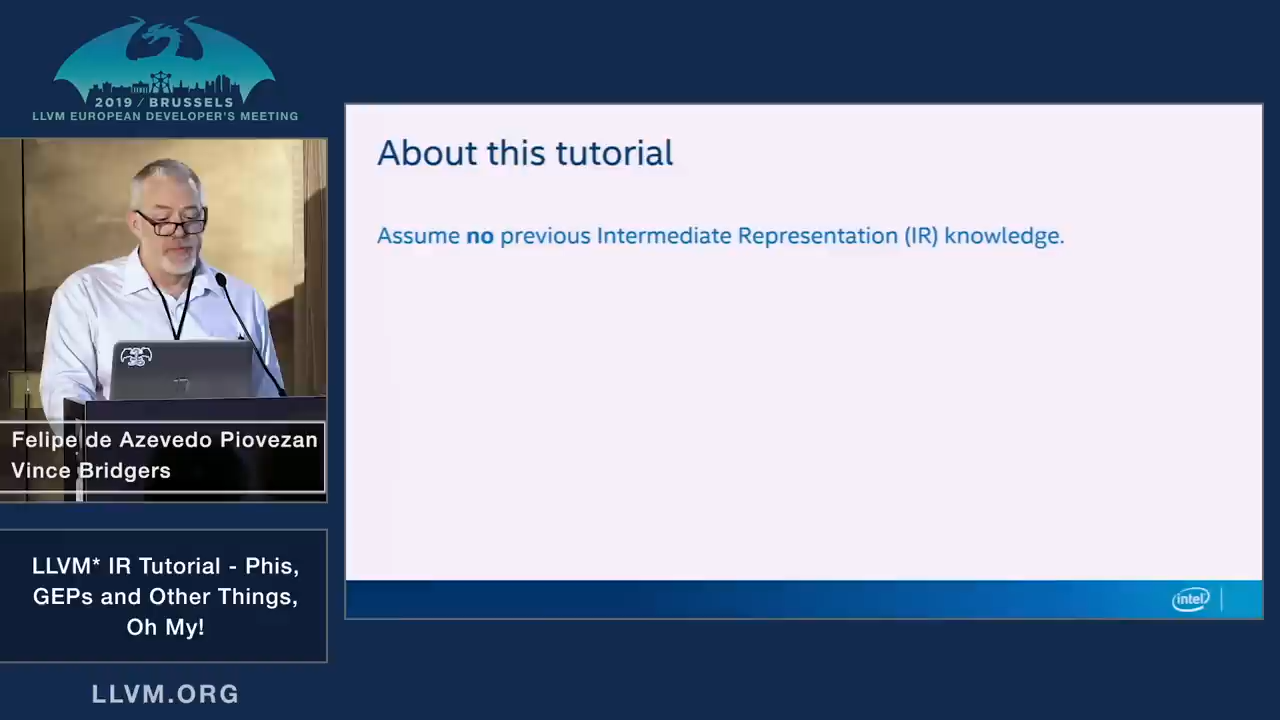 2019 / BRUSSELS
LLVM EUROPEAN DEVELOPER'S MEETING
About this tutorial
Assume no previous Intermediate Representation (IR) knowledge.
Felipe de Azevedo Piovezan
Vince Bridgers
LLVM* IR Tutorial - Phis,
GEPs and Other Things,
Oh My!
intel
LLVM.ORG